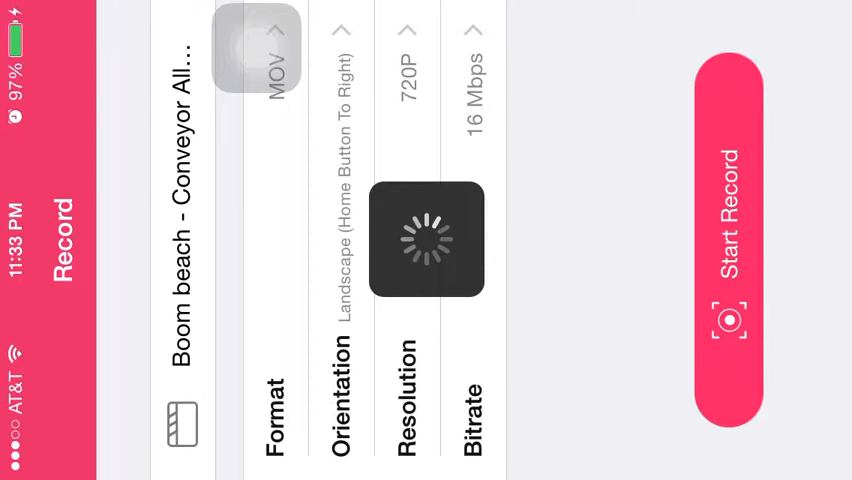 AT&T 11:33 PM 97%
Record
Boom beach - Conveyor All...
Format MOV
Orientation Landscape (Home Button To Right)
Resolution 720P
Bitrate 16 Mbps
Start Record